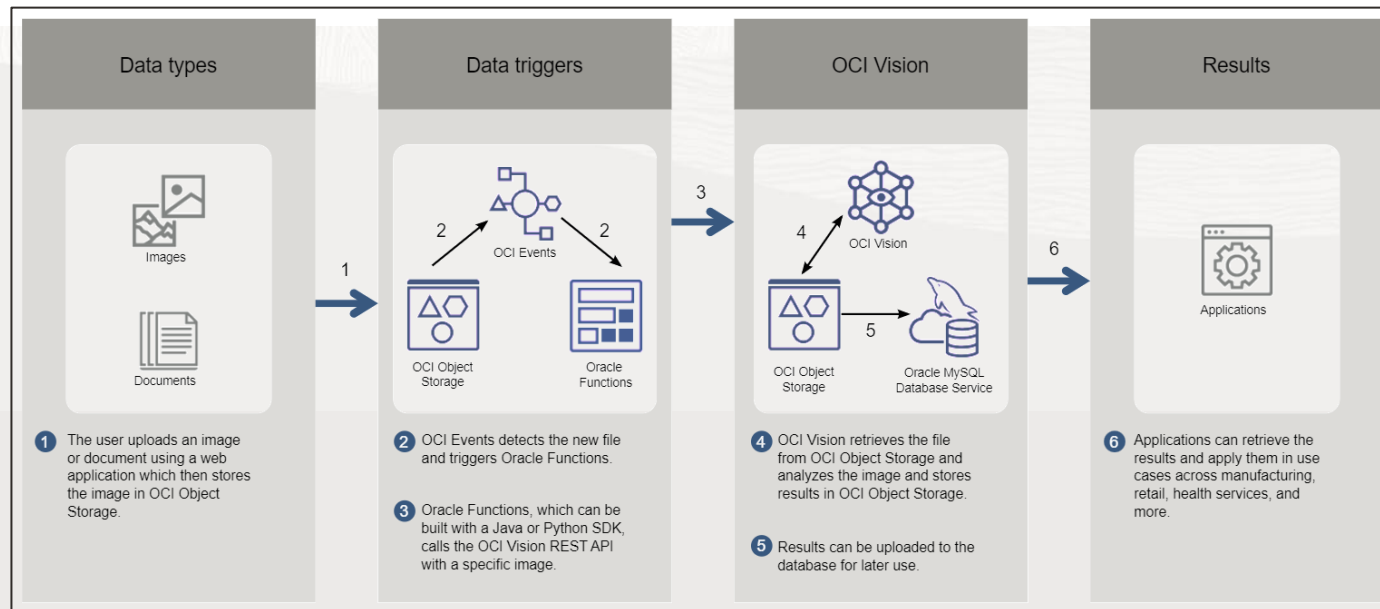 Data types
Images
Documents
1
The user uploads an image
or document using a web
application which then stores
the image in OCI Object
Storage.
1
Data triggers
OCI Events
2
2
OCI Object
Storage
Oracle
Functions
2
OCI Events detects the new file
and triggers Oracle Functions.
3
Oracle Functions, which can be
built with a Java or Python SDK,
calls the OCI Vision REST API
with a specific image.
3
OCI Vision
OCI Vision
4
5
OCI Object
Storage
Oracle MySQL
Database Service
4
OCI Vision retrieves the file
from OCI Object Storage and
analyzes the image and stores
results in OCI Object Storage.
5
Results can be uploaded to the
database for later use.
6
Results
Applications
6
Applications can retrieve the
results and apply them in use
cases across manufacturing,
retail, health services, and
more.